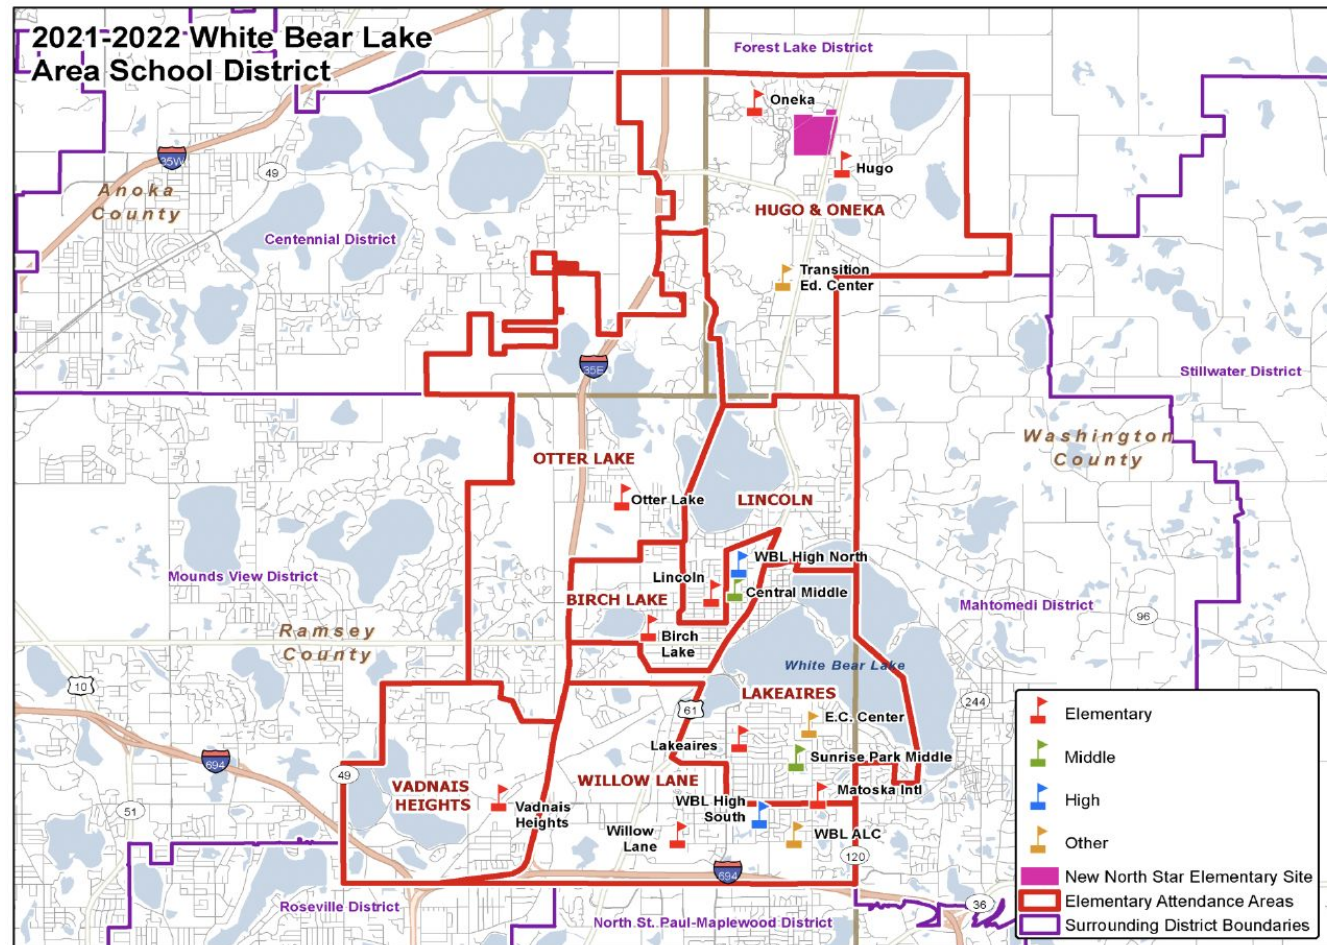 2021-2022 White Bear Lake
Area School District
Forest Lake District
Oneka
35W
49
Hugo
Anoka
County
HUGO & ONEKA
Centennial District
Transition
Ed. Center
35E
Stillwater District
Washington
County
OTTER LAKE
Otter Lake
LINCOLN
WBL High North
Mounds View District
Lincoln
Central Middle
BIRCH LAKE
Mahtomedi District
96
Ramsey
County
Birch
Lake
White Bear Lake
10
LAKEAIRES
61
244
E.C. Center
Lakeaires
Sunrise Park Middle
694
49
VADNAIS
HEIGHTS
WILLOW LANE
Matoska Intl
51
Vadnais
Heights
WBL High
South
Willow
Lane
WBL ALC
120
694
36
Roseville District
North St. Paul-Maplewood District
Elementary
Middle
High
Other
New North Star Elementary Site
Elementary Attendance Areas
Surrounding District Boundaries